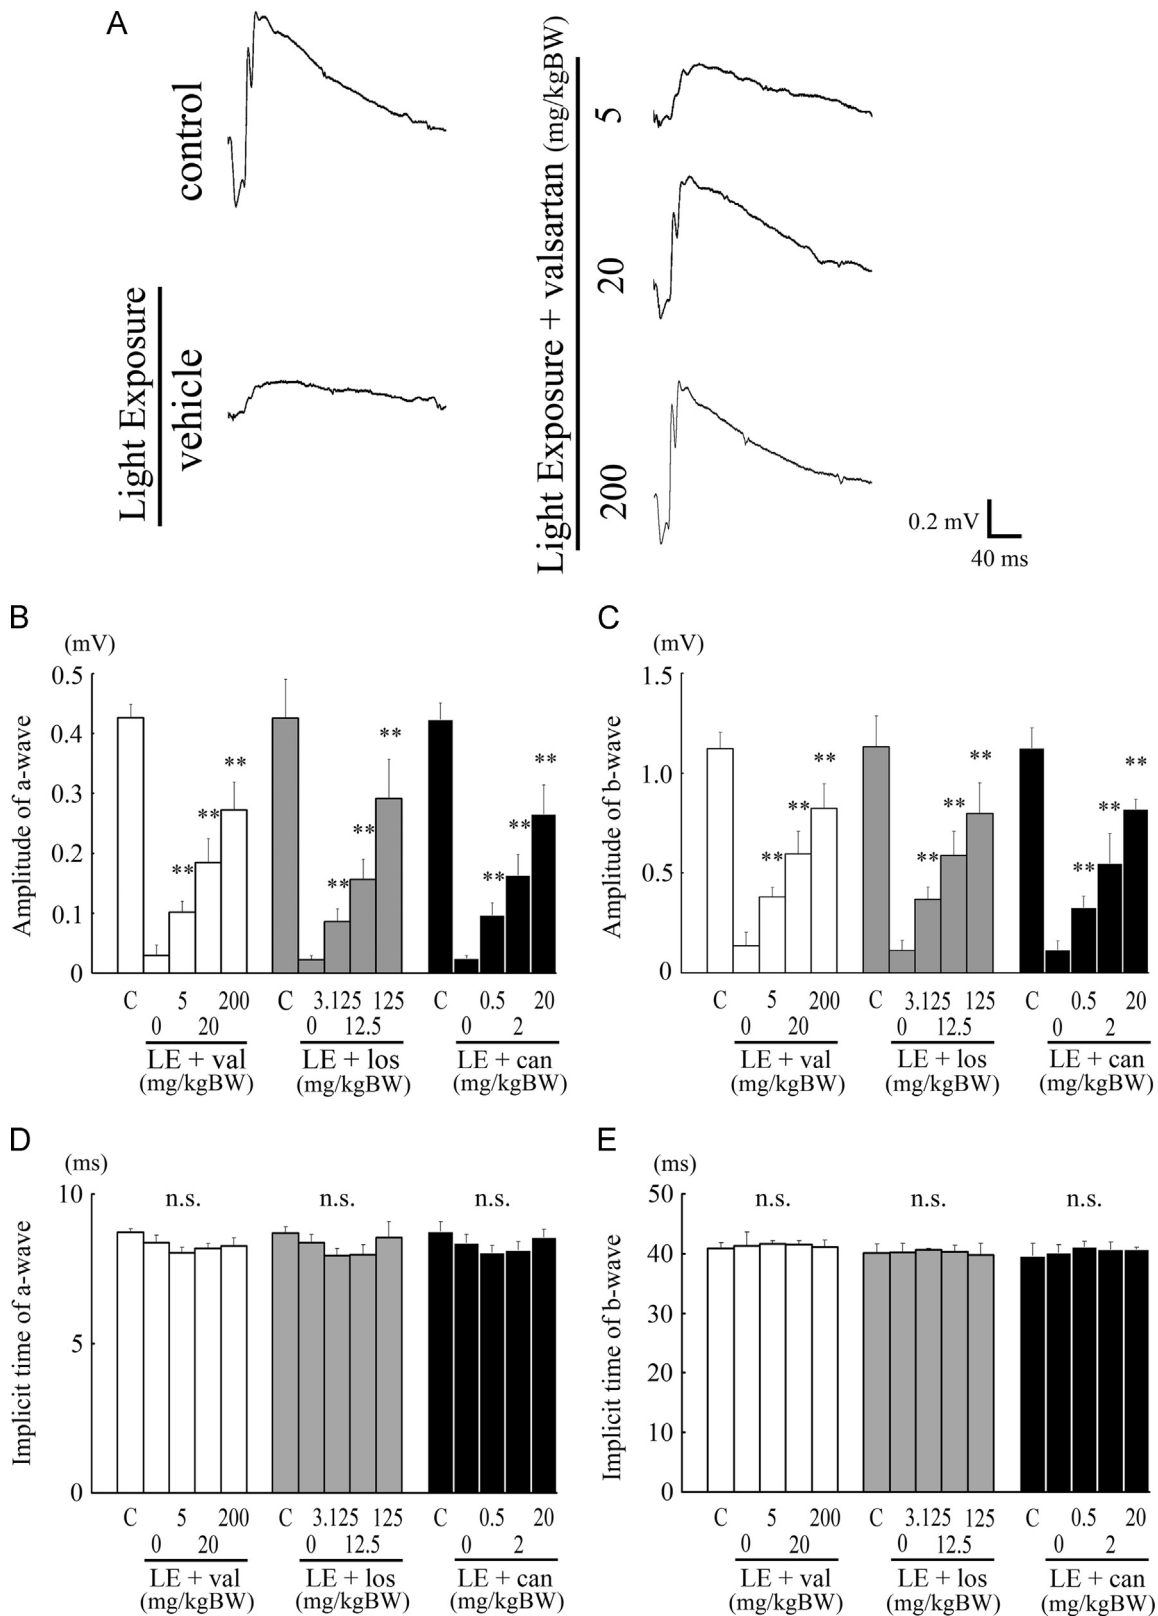 A
control
Light Exposure
vehicle
Light Exposure + valsartan (mg/kgBW)
5
20
200
0.2 mV
40 ms
B
(mV)
Amplitude of a-wave
0.5
0.4
0.3
0.2
0.1
0
** ** **
** ** **
** ** **
C 5 200 C 3.125 125 C 0.5 20
0 20 0 12.5 0 2
LE + val LE + los LE + can
(mg/kgBW) (mg/kgBW) (mg/kgBW)
C
(mV)
Amplitude of b-wave
1.5
1.0
0.5
0
** ** **
** ** **
** ** **
C 5 200 C 3.125 125 C 0.5 20
0 20 0 12.5 0 2
LE + val LE + los LE + can
(mg/kgBW) (mg/kgBW) (mg/kgBW)
D
(ms)
Implicit time of a-wave
10
5
0
n.s. n.s. n.s.
C 5 200 C 3.125 125 C 0.5 20
0 20 0 12.5 0 2
LE + val LE + los LE + can
(mg/kgBW) (mg/kgBW) (mg/kgBW)
E
(ms)
Implicit time of b-wave
50
40
30
20
10
0
n.s. n.s. n.s.
C 5 200 C 3.125 125 C 0.5 20
0 20 0 12.5 0 2
LE + val LE + los LE + can
(mg/kgBW) (mg/kgBW) (mg/kgBW)